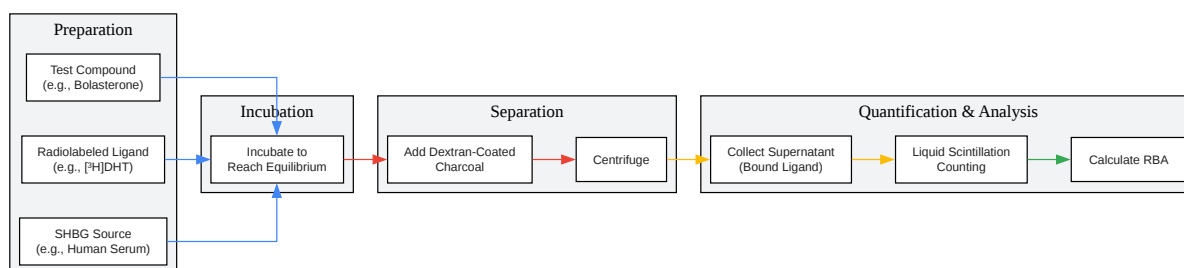 Preparation
Test Compound
(e.g., Bolasterone)
Radiolabeled Ligand
(e.g., [³H]DHT)
SHBG Source
(e.g., Human Serum)
Incubation
Incubate to
Reach Equilibrium
Separation
Add Dextran-Coated
Charcoal
Centrifuge
Quantification & Analysis
Collect Supernatant
(Bound Ligand)
Liquid Scintillation
Counting
Calculate RBA